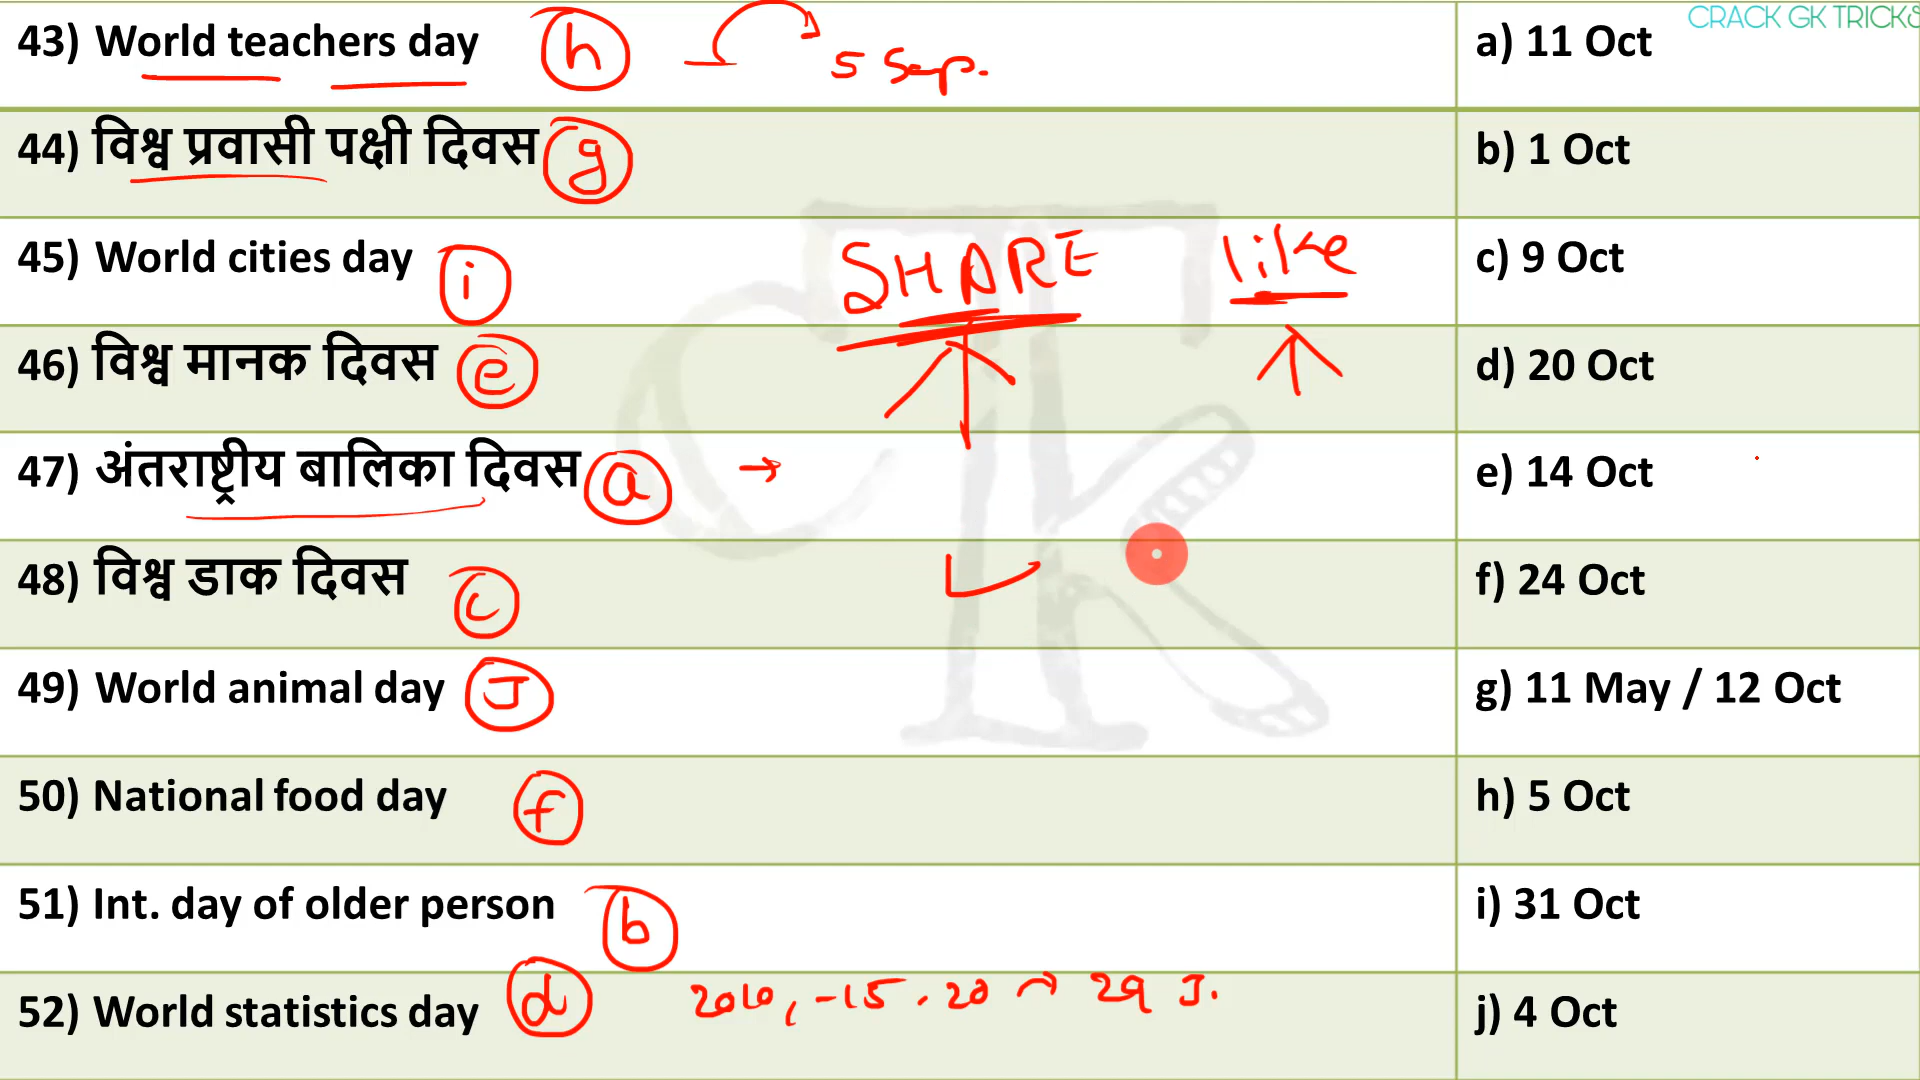 CRACK GK TRICKS
43) World teachers day h 5 Sep. a) 11 Oct
44) विश्व प्रवासी पक्षी दिवस g b) 1 Oct
45) World cities day i SHARE like c) 9 Oct
46) विश्व मानक दिवस e d) 20 Oct
47) अंतराष्ट्रीय बालिका दिवस a → e) 14 Oct
48) विश्व डाक दिवस c f) 24 Oct
49) World animal day J g) 11 May / 12 Oct
50) National food day f h) 5 Oct
51) Int. day of older person b i) 31 Oct
52) World statistics day d 2010, -15. 20 → 29 J. j) 4 Oct